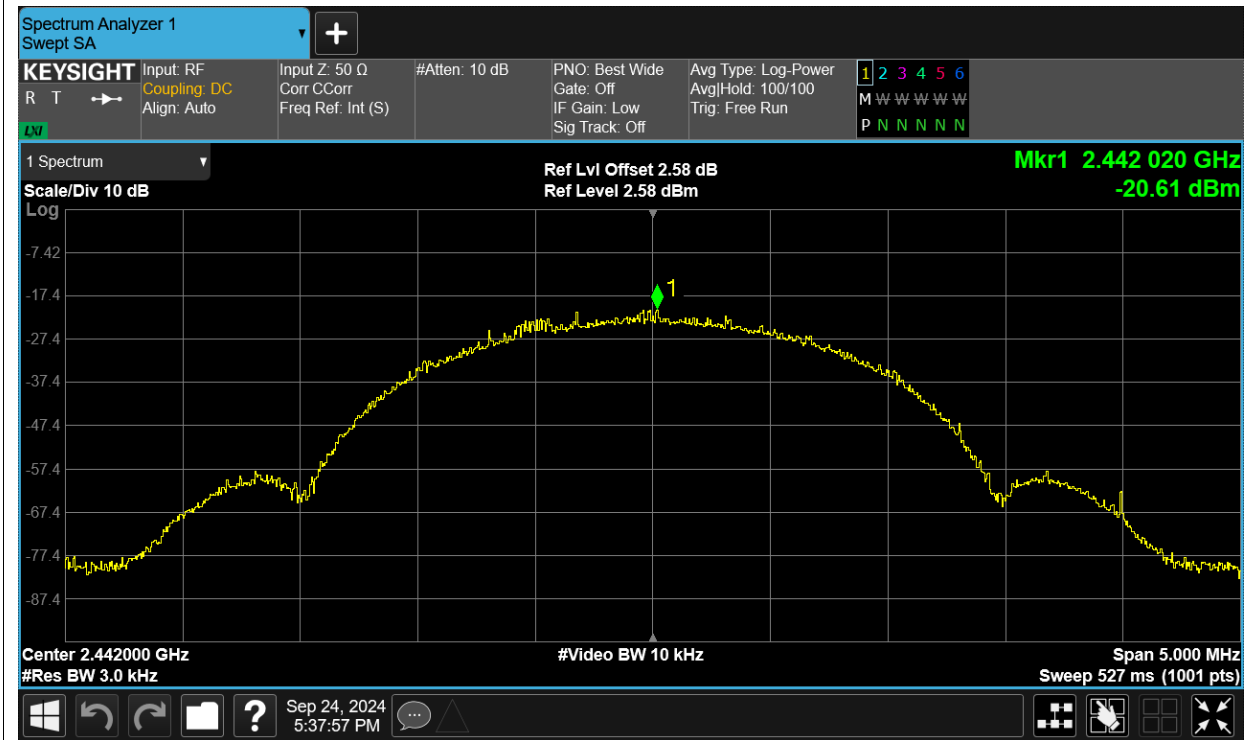 Spectrum Analyzer 1
Swept SA
+
KEYSIGHT
R T
LXI
Input: RF
Coupling: DC
Align: Auto
Input Z: 50 Ω
Corr CCorr
Freq Ref: Int (S)
#Atten: 10 dB
PNO: Best Wide
Gate: Off
IF Gain: Low
Sig Track: Off
Avg Type: Log-Power
Avg|Hold: 100/100
Trig: Free Run
1 2 3 4 5 6
M W W W W W
P N N N N N
1 Spectrum
Scale/Div 10 dB
Log
Ref Lvl Offset 2.58 dB
Ref Level 2.58 dBm
Mkr1 2.442 020 GHz
-20.61 dBm
1
-7.42
-17.4
-27.4
-37.4
-47.4
-57.4
-67.4
-77.4
-87.4
Center 2.442000 GHz
#Res BW 3.0 kHz
#Video BW 10 kHz
Span 5.000 MHz
Sweep 527 ms (1001 pts)
?
Sep 24, 2024
5:37:57 PM